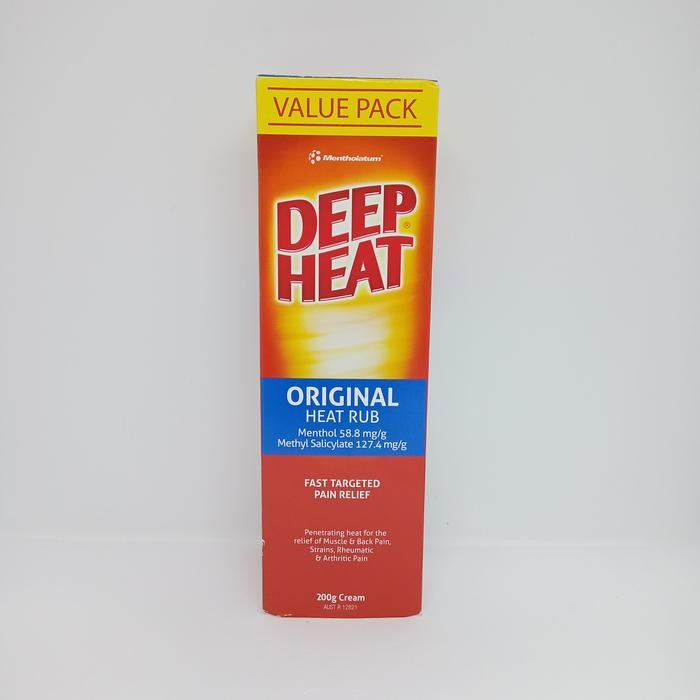 VALUE PACK
Mentholatum
DEEP
HEAT®
ORIGINAL
HEAT RUB
Menthol 58.8 mg/g
Methyl Salicylate 127.4 mg/g
FAST TARGETED
PAIN RELIEF
Penetrating heat for the
relief of Muscle & Back Pain,
Strains, Rheumatic
& Arthritic Pain
200g Cream
AUST R 12821